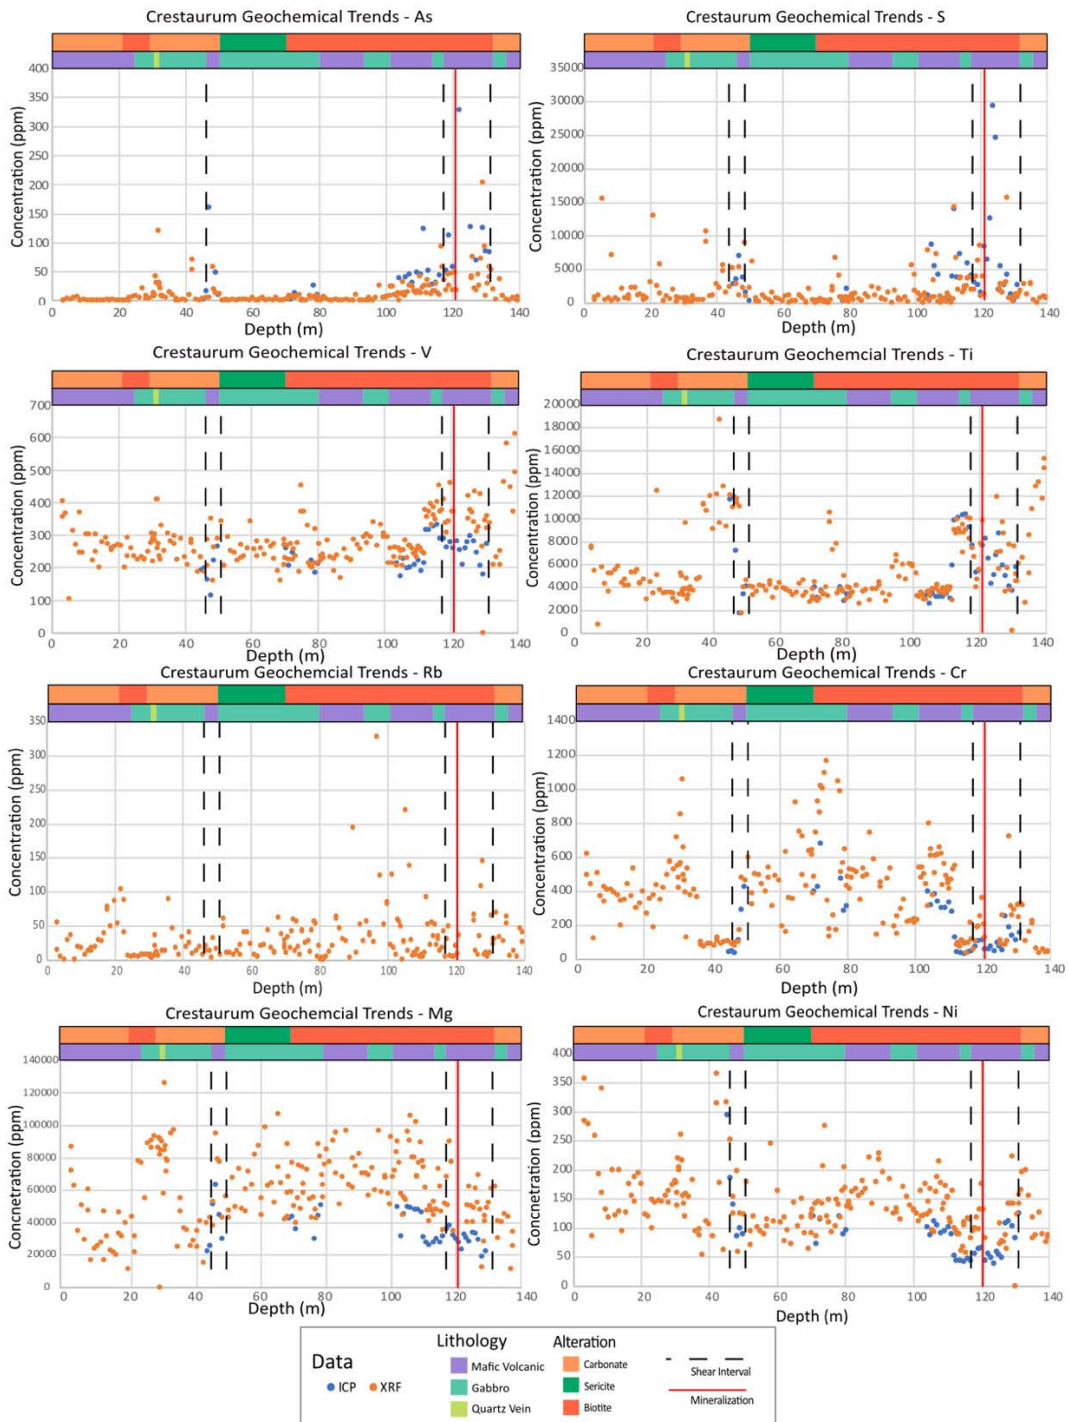 Crestaurum Geochemical Trends - As
400
350
300
250
200
150
100
50
0
Concentration (ppm)
0 20 40 60 80 100 120 140
Depth (m)
Crestaurum Geochemical Trends - S
35000
30000
25000
20000
15000
10000
5000
0
Concentration (ppm)
0 20 40 60 80 100 120 140
Depth (m)
Crestaurum Geochemcial Trends - V
700
600
500
400
300
200
100
0
Concentration (ppm)
0 20 40 60 80 100 120 140
Depth (m)
Crestaurum Geochemcial Trends - Ti
20000
18000
16000
14000
12000
10000
8000
6000
4000
2000
0
Concentration (ppm)
0 20 40 60 80 100 120 140
Depth (m)
Crestaurum Geochemcial Trends - Rb
350
300
250
200
150
100
50
0
Concentration (ppm)
0 20 40 60 80 100 120 140
Depth (m)
Crestaurum Geochemcial Trends - Cr
1400
1200
1000
800
600
400
200
0
Concentration (ppm)
0 20 40 60 80 100 120 140
Depth (m)
Crestaurum Geochemcial Trends - Mg
140000
120000
100000
80000
60000
40000
20000
0
Concnetration (ppm)
0 20 40 60 80 100 120 140
Depth (m)
Crestaurum Geochemical Trends - Ni
400
350
300
250
200
150
100
50
0
Concnetration (ppm)
0 20 40 60 80 100 120 140
Depth (m)
Data
ICP XRF
Lithology
Mafic Volcanic
Gabbro
Quartz Vein
Alteration
Carbonate
Sericite
Biotite
Shear Interval
Mineralization